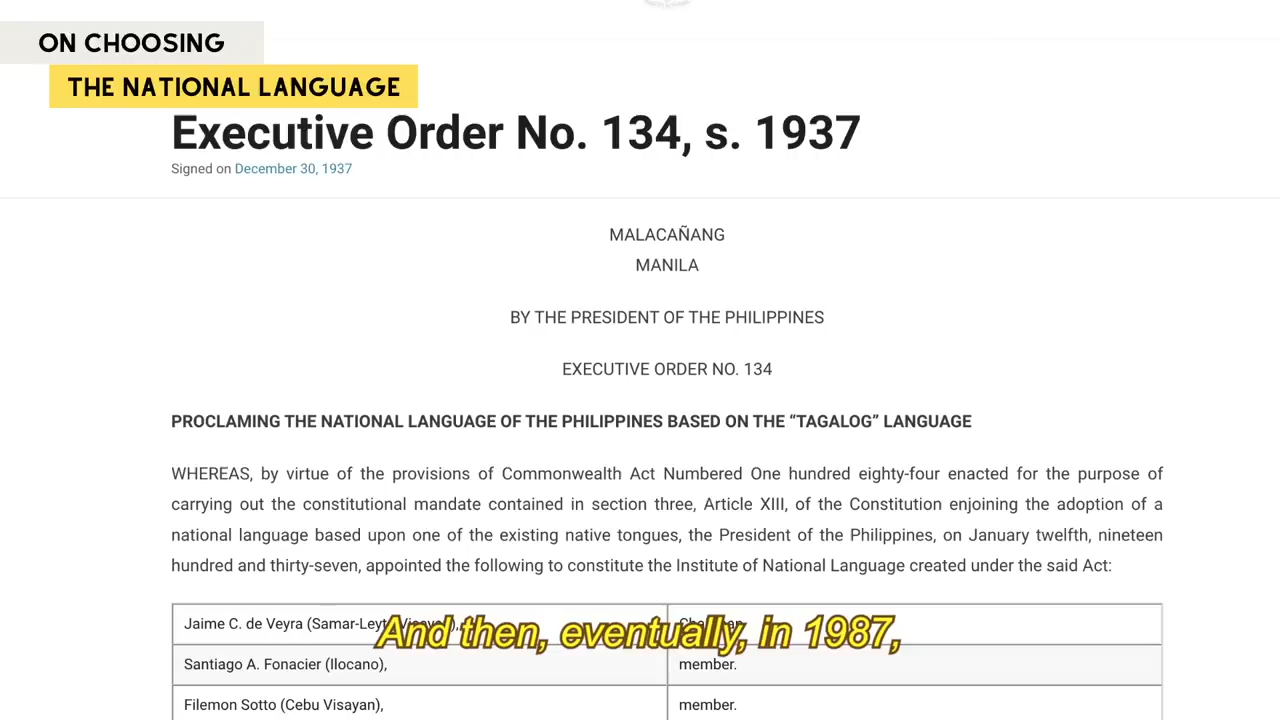 ON CHOOSING
THE NATIONAL LANGUAGE
Executive Order No. 134, s. 1937
Signed on December 30, 1937
MALACAÑANG
MANILA
BY THE PRESIDENT OF THE PHILIPPINES
EXECUTIVE ORDER NO. 134
PROCLAMING THE NATIONAL LANGUAGE OF THE PHILIPPINES BASED ON THE “TAGALOG” LANGUAGE
WHEREAS, by virtue of the provisions of Commonwealth Act Numbered One hundred eighty-four enacted for the purpose of
carrying out the constitutional mandate contained in section three, Article XIII, of the Constitution enjoining the adoption of a
national language based upon one of the existing native tongues, the President of the Philippines, on January twelfth, nineteen
hundred and thirty-seven, appointed the following to constitute the Institute of National Language created under the said Act:
Jaime C. de Veyra
And then, eventually, in 1987,
Santiago A. Fonacier (Ilocano), member.
Filemon Sotto (Cebu Visayan), member.